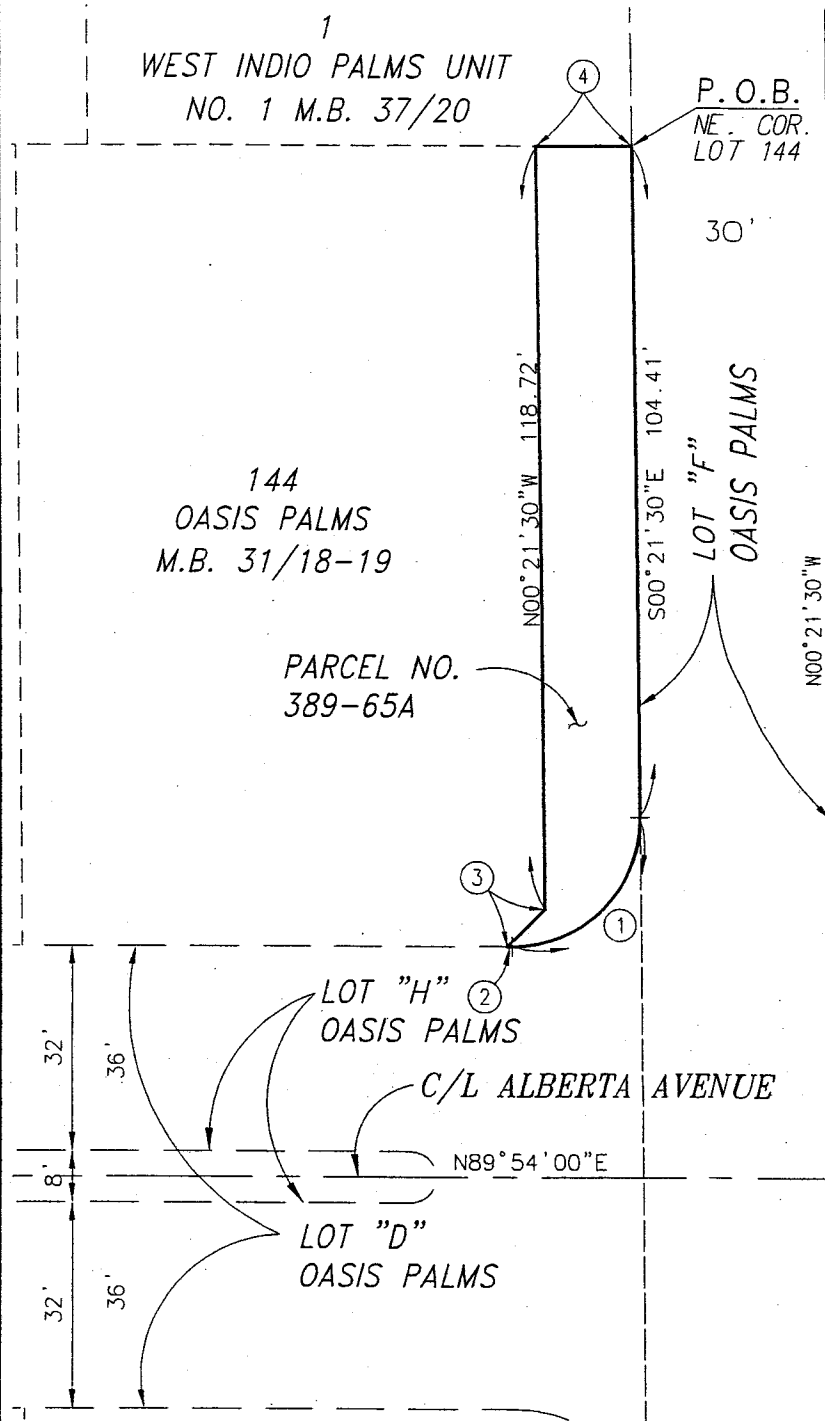 1
WEST INDIO PALMS UNIT
NO. 1 M.B. 37/20
4
P.O.B.
NE. COR.
LOT 144
30'
N00°21'30"W 118.72'
S00°21'30"E 104.41'
LOT "F"
OASIS PALMS
N00°21'30"W
144
OASIS PALMS
M.B. 31/18-19
PARCEL NO.
389-65A
3
1
2
LOT "H"
OASIS PALMS
32'
36'
C/L ALBERTA AVENUE
8'
N89°54'00"E
LOT "D"
OASIS PALMS
32'
36'